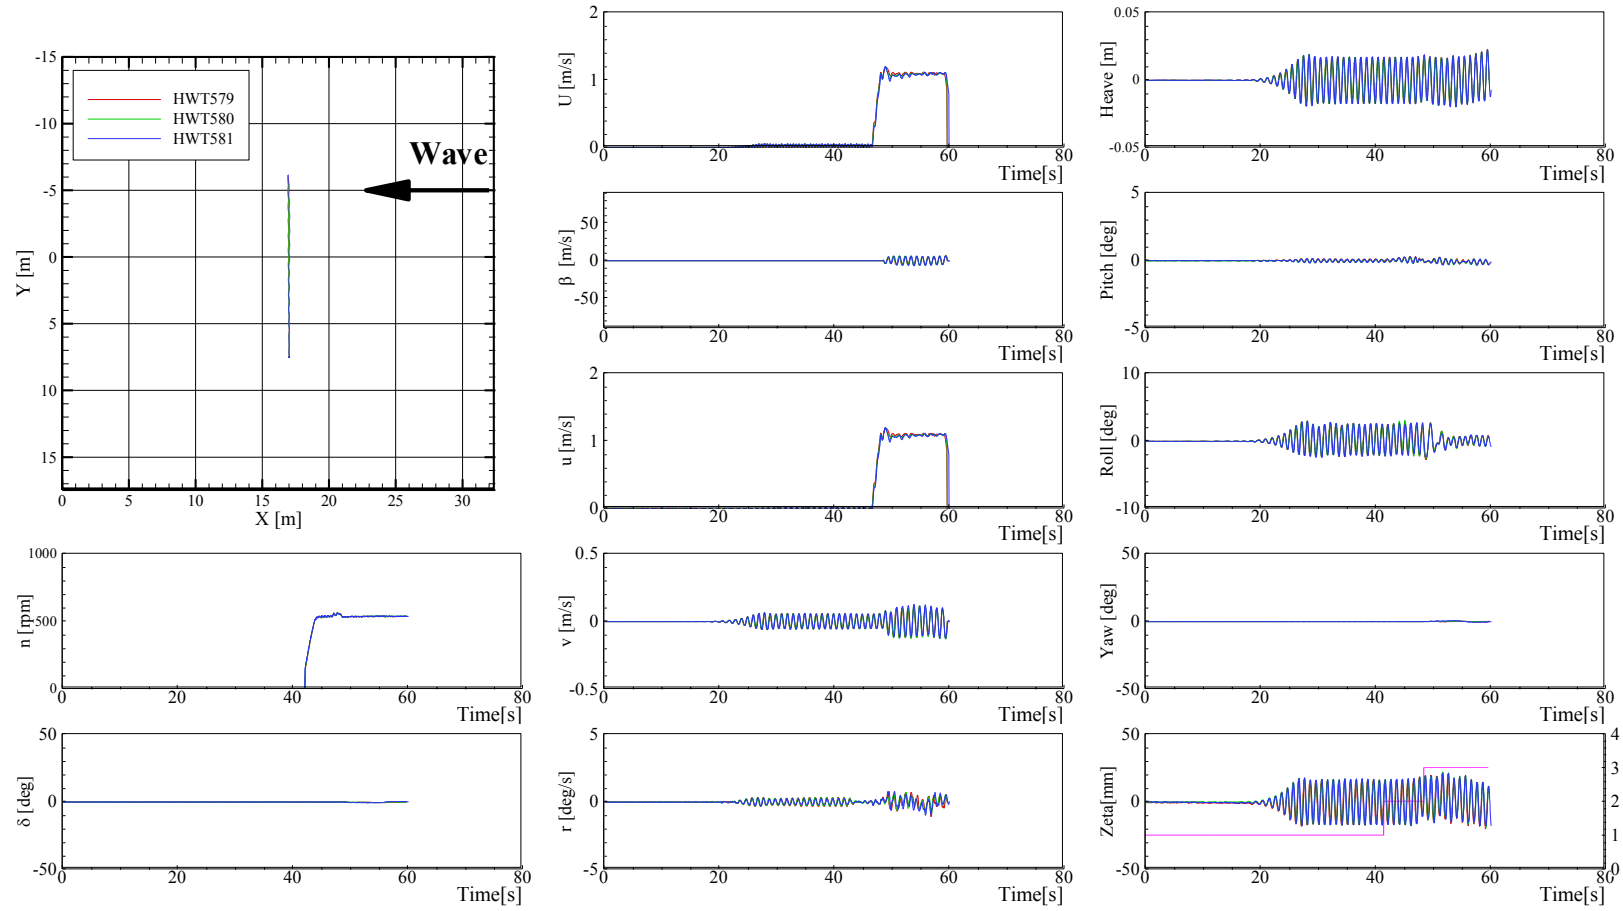 -15
-10
-5
0
5
10
15
Y [m]
HWT579
HWT580
HWT581
Wave
0 5 10 15 20 25 30
X [m]
2
1
0
U [m/s]
0 20 40 60 80
Time[s]
0.05
0
-0.05
Heave [m]
0 20 40 60 80
Time[s]
50
0
-50
β [m/s]
0 20 40 60 80
Time[s]
5
0
-5
Pitch [deg]
0 20 40 60 80
Time[s]
2
1
0
u [m/s]
0 20 40 60 80
Time[s]
10
0
-10
Roll [deg]
0 20 40 60 80
Time[s]
1000
500
0
n [rpm]
0 20 40 60 80
Time[s]
0.5
0
-0.5
v [m/s]
0 20 40 60 80
Time[s]
50
0
-50
Yaw [deg]
0 20 40 60 80
Time[s]
50
0
-50
δ [deg]
0 20 40 60 80
Time[s]
5
0
-5
r [deg/s]
0 20 40 60 80
Time[s]
50
0
-50
Zeta[mm]
4
3
2
1
0
0 20 40 60 80
Time[s]